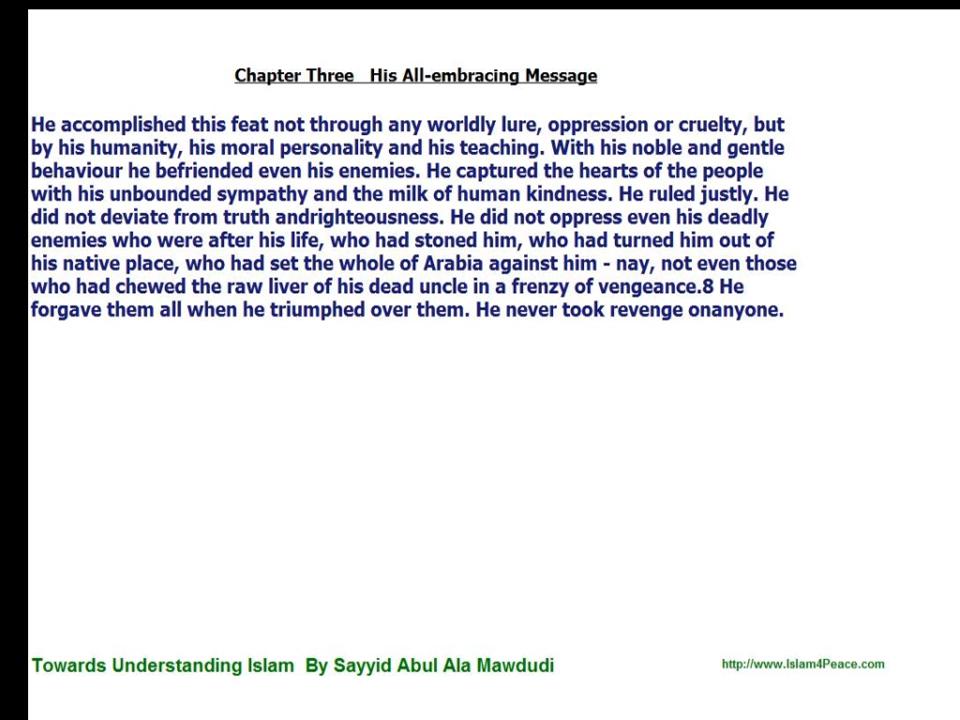 Chapter Three   His All-embracing Message
He accomplished this feat not through any worldly lure, oppression or cruelty, but
by his humanity, his moral personality and his teaching. With his noble and gentle
behaviour he befriended even his enemies. He captured the hearts of the people
with his unbounded sympathy and the milk of human kindness. He ruled justly. He
did not deviate from truth andrighteousness. He did not oppress even his deadly
enemies who were after his life, who had stoned him, who had turned him out of
his native place, who had set the whole of Arabia against him - nay, not even those
who had chewed the raw liver of his dead uncle in a frenzy of vengeance.8 He
forgave them all when he triumphed over them. He never took revenge onanyone.
Towards Understanding Islam  By Sayyid Abul Ala Mawdudi
http://www.Islam4Peace.com